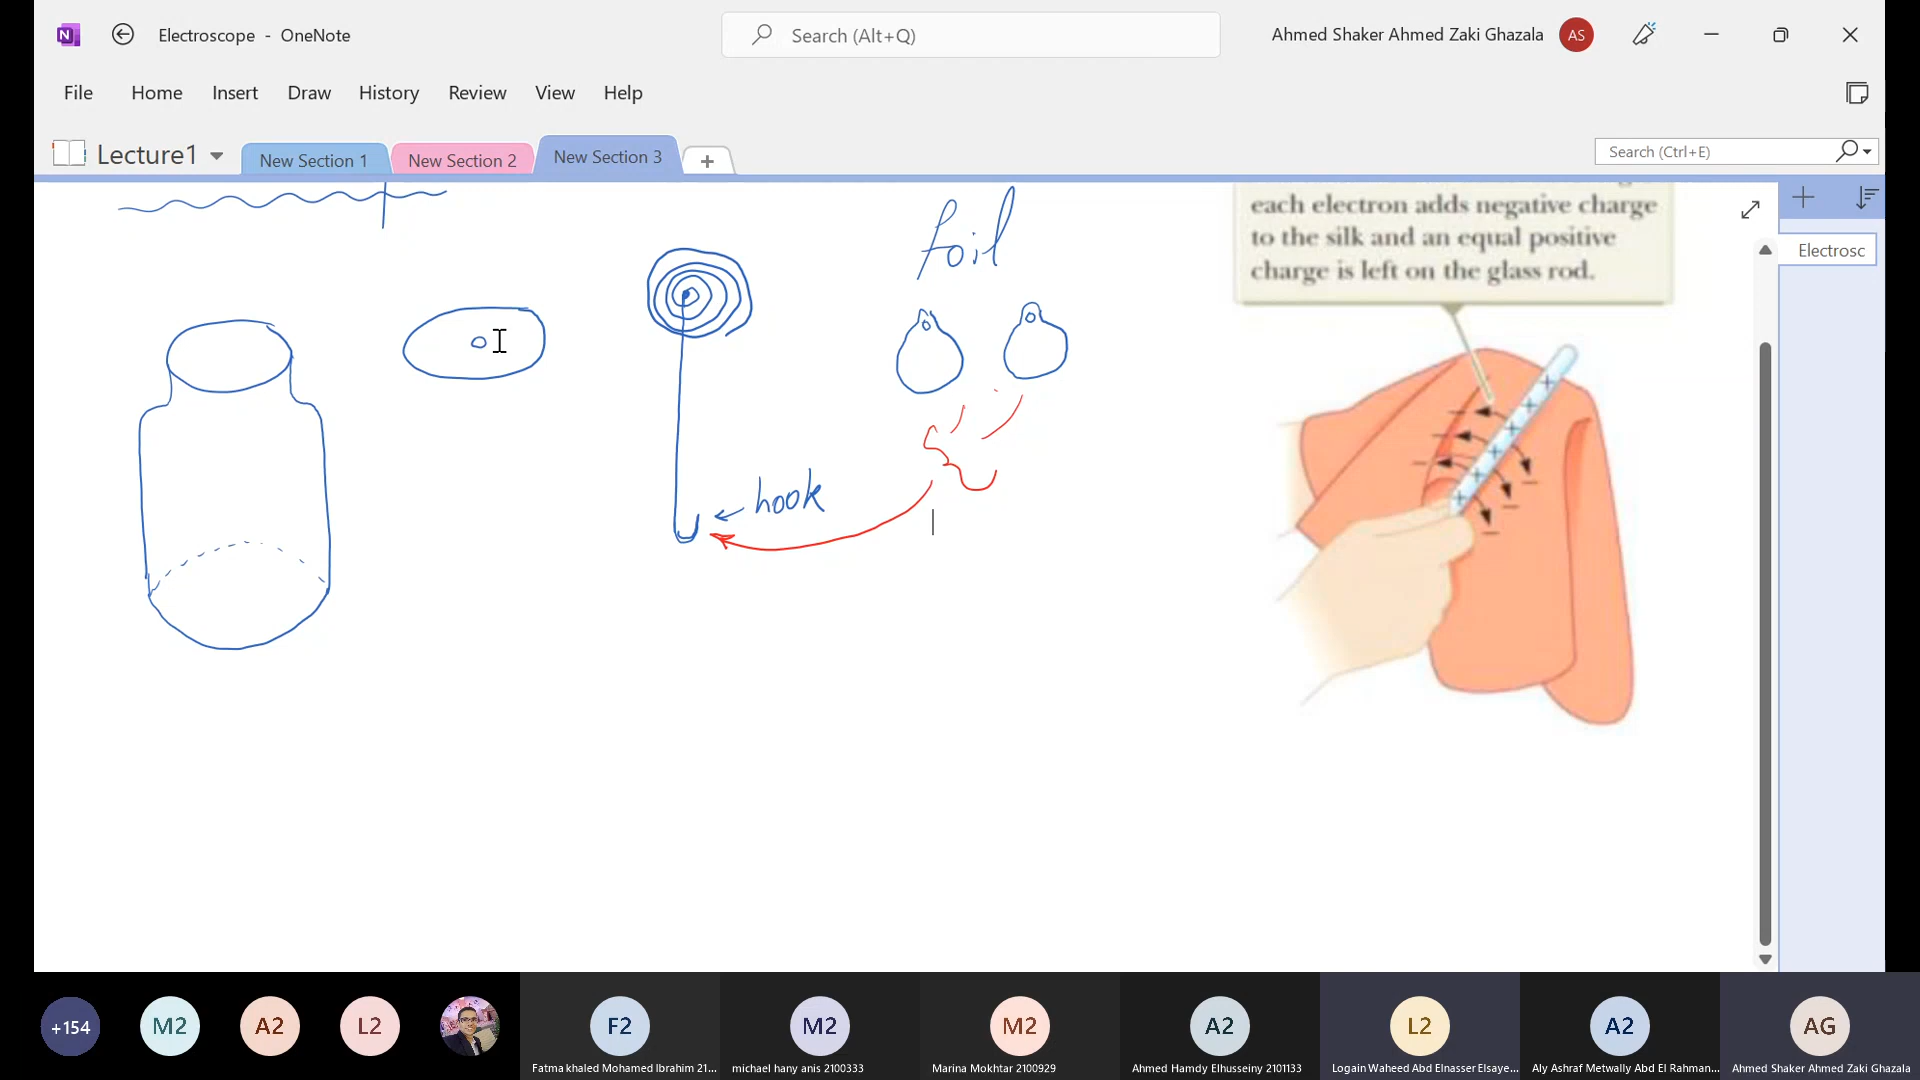 Electroscope - OneNote
Search (Alt+Q)
Ahmed Shaker Ahmed Zaki Ghazala
AS
File Home Insert Draw History Review View Help
Lecture1
New Section 1
New Section 2
New Section 3
Search (Ctrl+E)
Electrosc
foil
each electron adds negative charge
to the silk and an equal positive
charge is left on the glass rod.
hook
+154
M2
A2
L2
F2
M2
M2
A2
L2
A2
AG
Fatma khaled Mohamed Ibrahim 21...
michael hany anis 2100333
Marina Mokhtar 2100929
Ahmed Hamdy Elhusseiny 2101133
Logain Waheed Abd Elnasser Elsaye...
Aly Ashraf Metwally Abd El Rahman...
Ahmed Shaker Ahmed Zaki Ghazala